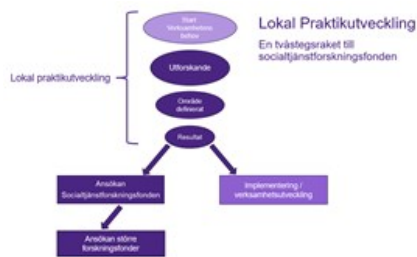 Lokal Praktikutveckling
En tvåstegsraket till
socialtjänstforskningsfonden
Start
Verksamhetens
behov
Lokal praktikutveckling
Utforskande
Område
definierat
Resultat
Ansökan
Socialtjänstforskningsfonden
Implementering /
verksamhetsutveckling
Ansökan större
forskningsfonder